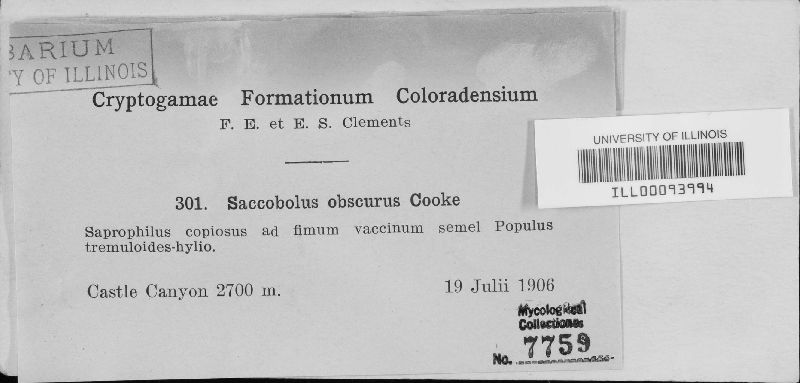 BARIUM
Y OF ILLINOIS
Cryptogamae Formationum Coloradensium
F. E. et E. S. Clements
UNIVERSITY OF ILLINOIS
ILL00093994
301. Saccobolus obscurus Cooke
Saprophilus copiosus ad fimum vaccinum semel Populus
tremuloides-hylio.
Castle Canyon 2700 m.
19 Julii 1906
Mycological
Collections
No. 7759